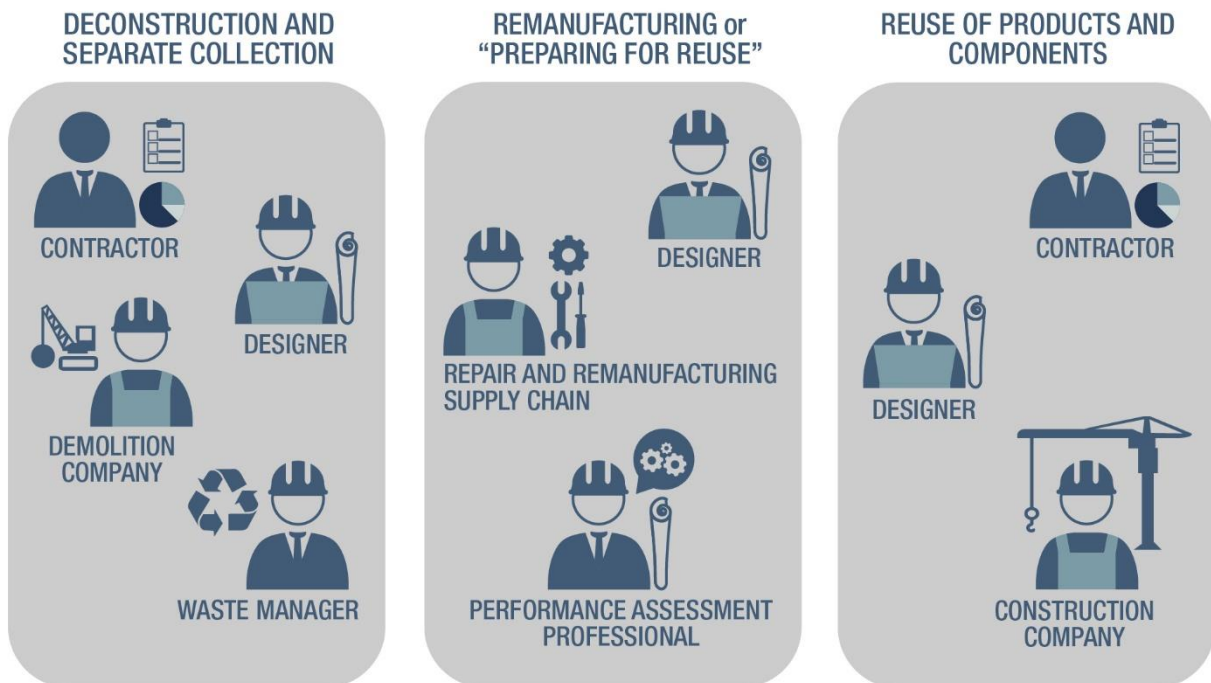 DECONSTRUCTION AND
SEPARATE COLLECTION
CONTRACTOR
DESIGNER
DEMOLITION
COMPANY
WASTE MANAGER
REMANUFACTURING or
“PREPARING FOR REUSE”
DESIGNER
REPAIR AND REMANUFACTURING
SUPPLY CHAIN
PERFORMANCE ASSESSMENT
PROFESSIONAL
REUSE OF PRODUCTS AND
COMPONENTS
CONTRACTOR
DESIGNER
CONSTRUCTION
COMPANY